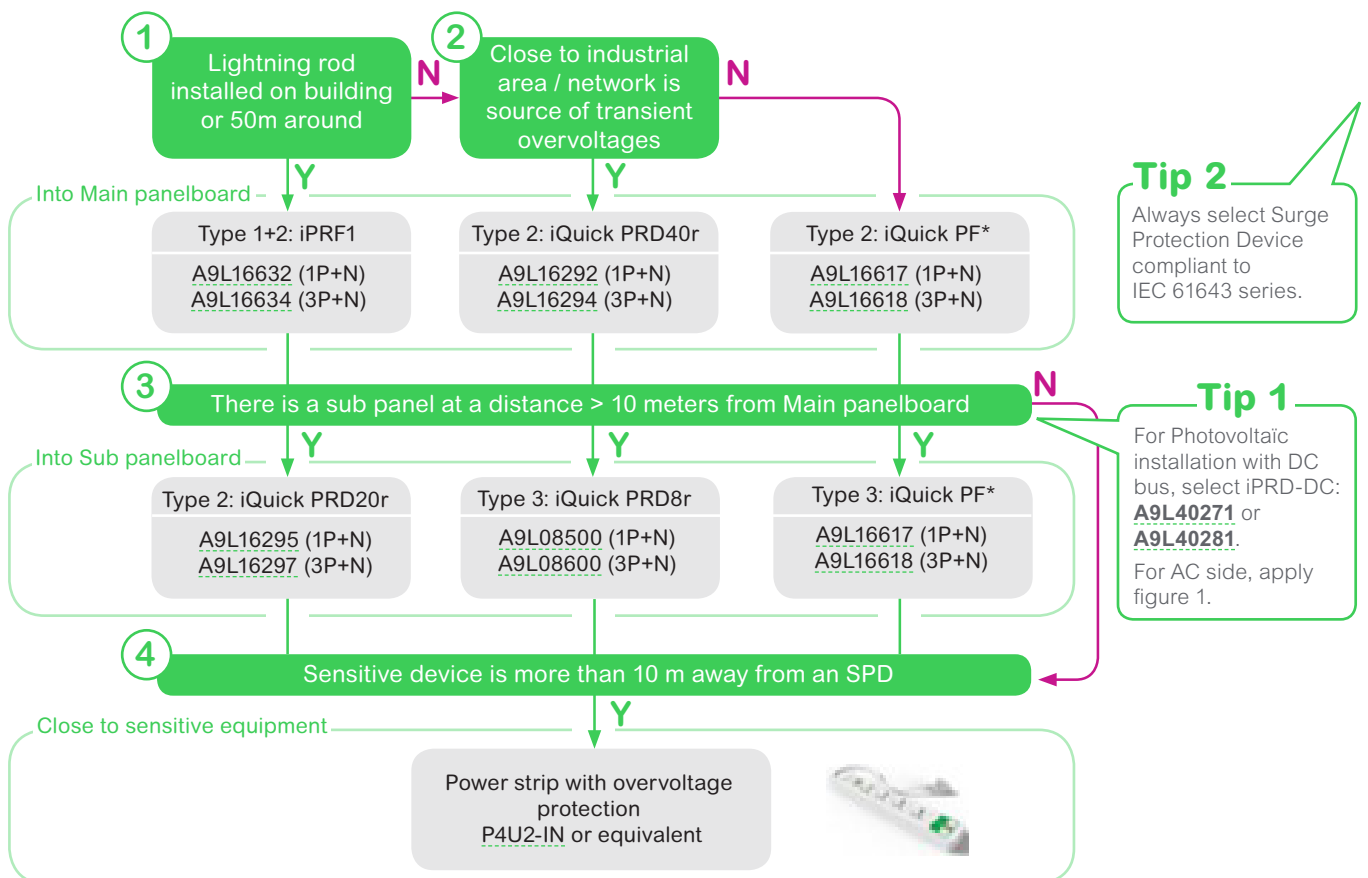 1
Lightning rod
installed on building
or 50m around
N
2
Close to industrial
area / network is
source of transient
overvoltages
N
Y
Y
Into Main panelboard
Type 1+2: iPRF1
A9L16632 (1P+N)
A9L16634 (3P+N)
Type 2: iQuick PRD40r
A9L16292 (1P+N)
A9L16294 (3P+N)
Type 2: iQuick PF*
A9L16617 (1P+N)
A9L16618 (3P+N)
Tip 2
Always select Surge
Protection Device
compliant to
IEC 61643 series.
3
There is a sub panel at a distance > 10 meters from Main panelboard
N
Y
Y
Y
Tip 1
For Photovoltaïc
installation with DC
bus, select iPRD-DC:
A9L40271 or
A9L40281.
For AC side, apply
figure 1.
Into Sub panelboard
Type 2: iQuick PRD20r
A9L16295 (1P+N)
A9L16297 (3P+N)
Type 3: iQuick PRD8r
A9L08500 (1P+N)
A9L08600 (3P+N)
Type 3: iQuick PF*
A9L16617 (1P+N)
A9L16618 (3P+N)
4
Sensitive device is more than 10 m away from an SPD
Y
Close to sensitive equipment
Power strip with overvoltage
protection
P4U2-IN or equivalent